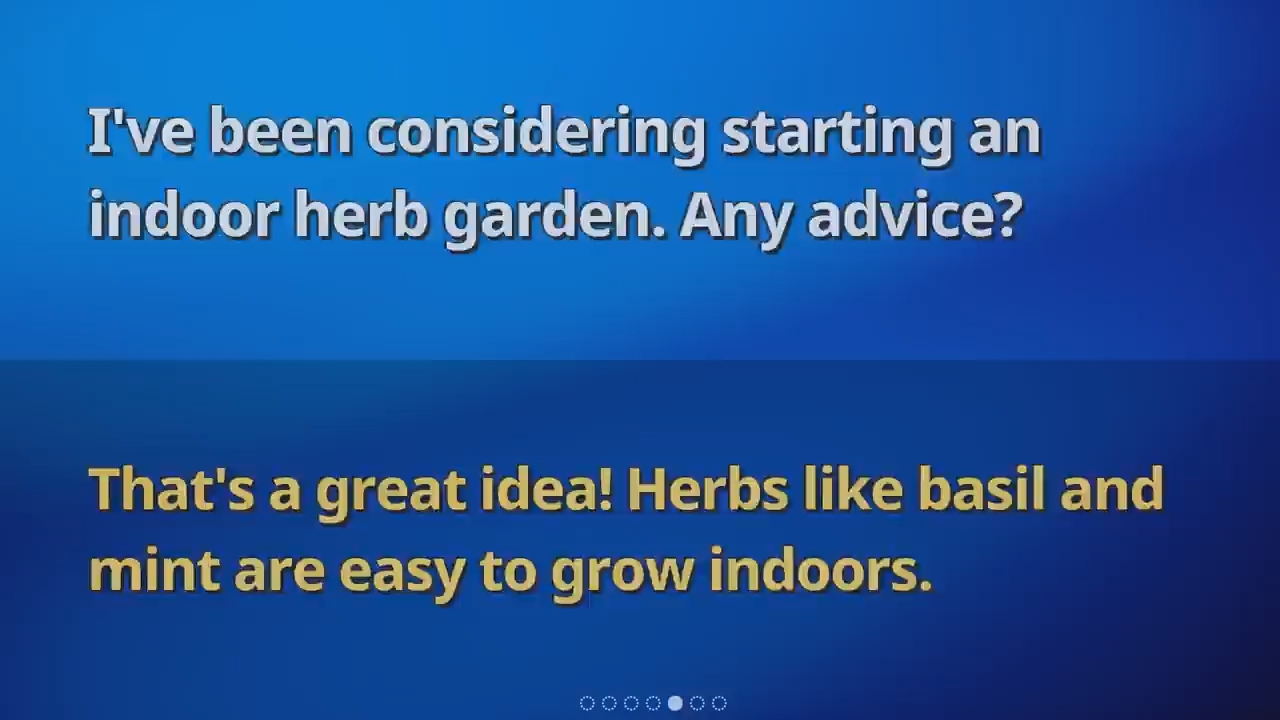 I've been considering starting an
indoor herb garden. Any advice?
That's a great idea! Herbs like basil and
mint are easy to grow indoors.